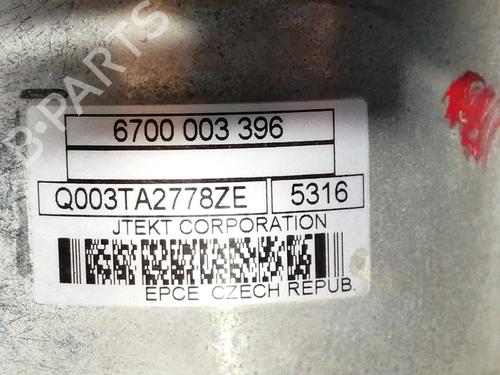 B-PARTS
6700 003 396
Q003TA2778ZE 5316
JTEKT CORPORATION
EPCE CZECH REPUB.